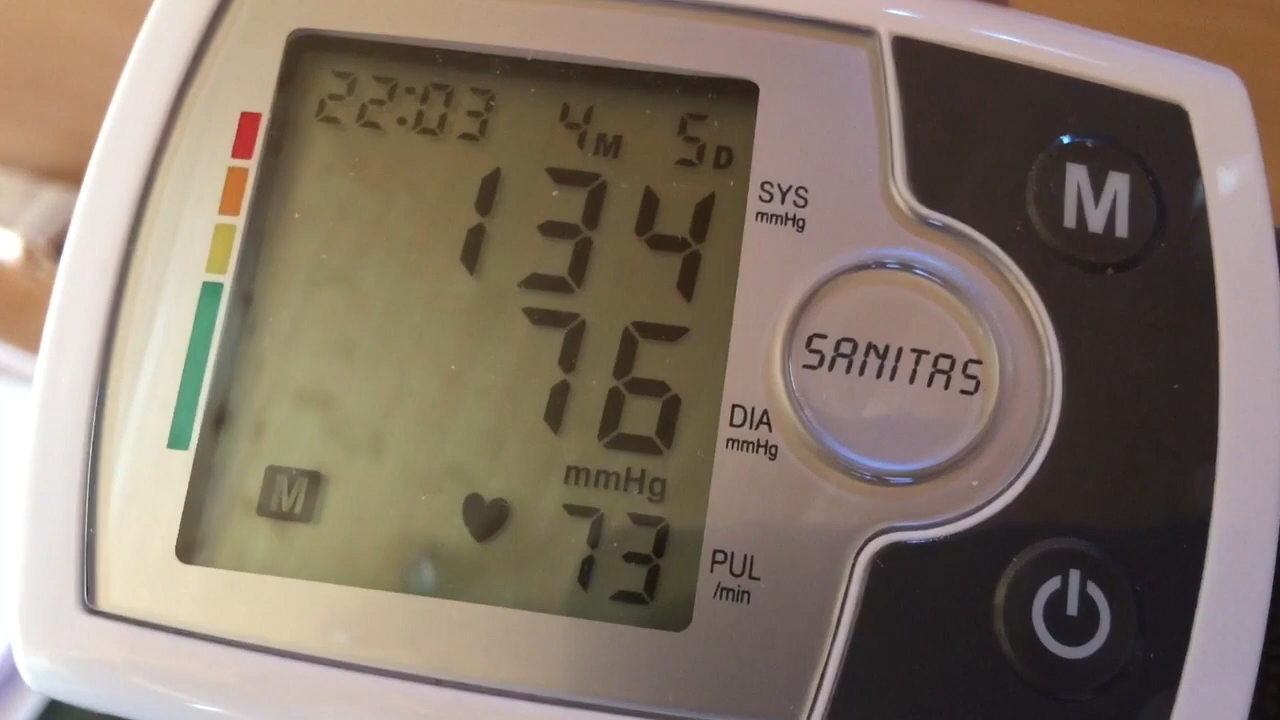 22:03 4M 5D
134
SYS
mmHg
M
SANITAS
76
DIA
mmHg
mmHg
M
73
PUL
/min